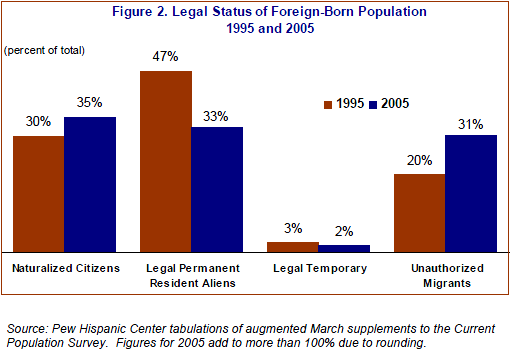 Figure 2. Legal Status of Foreign-Born Population
1995 and 2005
(percent of total)
47%
35%
33%
30%
1995
2005
31%
20%
3%
2%
Naturalized Citizens
Legal Permanent
Resident Aliens
Legal Temporary
Unauthorized
Migrants
Source: Pew Hispanic Center tabulations of augmented March supplements to the Current
Population Survey.  Figures for 2005 add to more than 100% due to rounding.